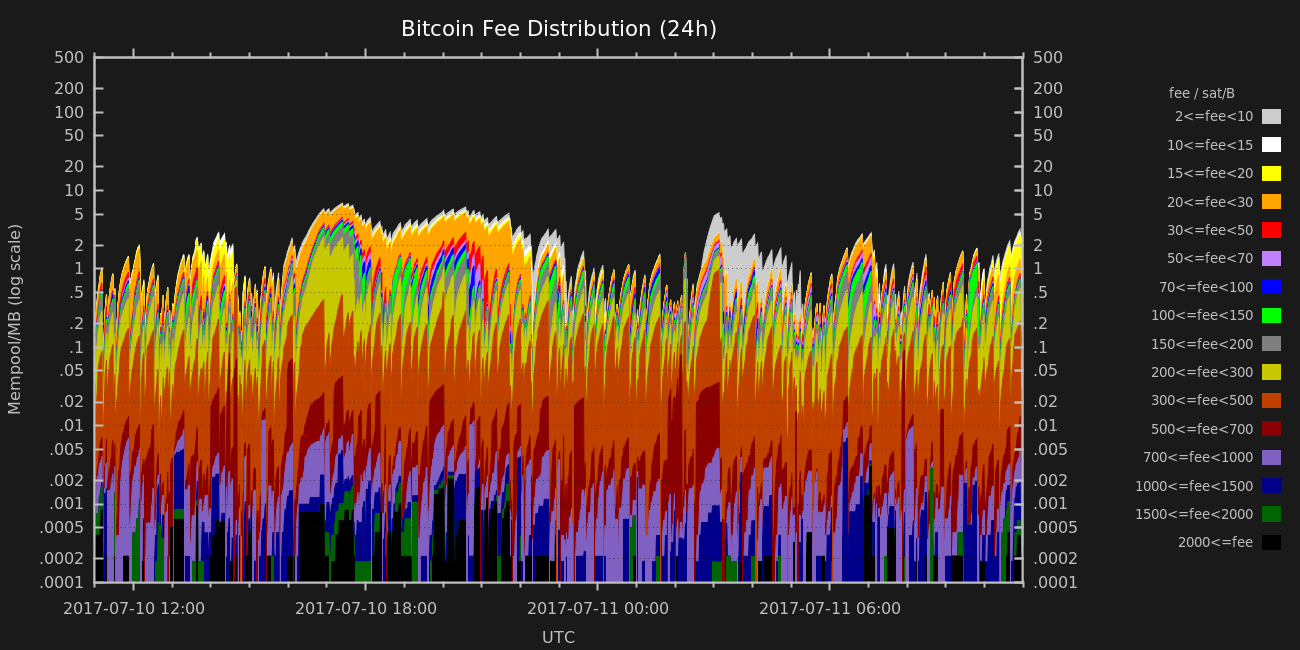 Bitcoin Fee Distribution (24h)
Mempool/MB (log scale)
500
200
100
50
20
10
5
2
1
.5
.2
.1
.05
.02
.01
.005
.002
.001
.0005
.0002
.0001
500
200
100
50
20
10
5
2
1
.5
.2
.1
.05
.02
.01
.005
.002
.001
.0005
.0002
.0001
2017-07-10 12:00
2017-07-10 18:00
2017-07-11 00:00
2017-07-11 06:00
UTC
fee / sat/B
2<=fee<10
10<=fee<15
15<=fee<20
20<=fee<30
30<=fee<50
50<=fee<70
70<=fee<100
100<=fee<150
150<=fee<200
200<=fee<300
300<=fee<500
500<=fee<700
700<=fee<1000
1000<=fee<1500
1500<=fee<2000
2000<=fee